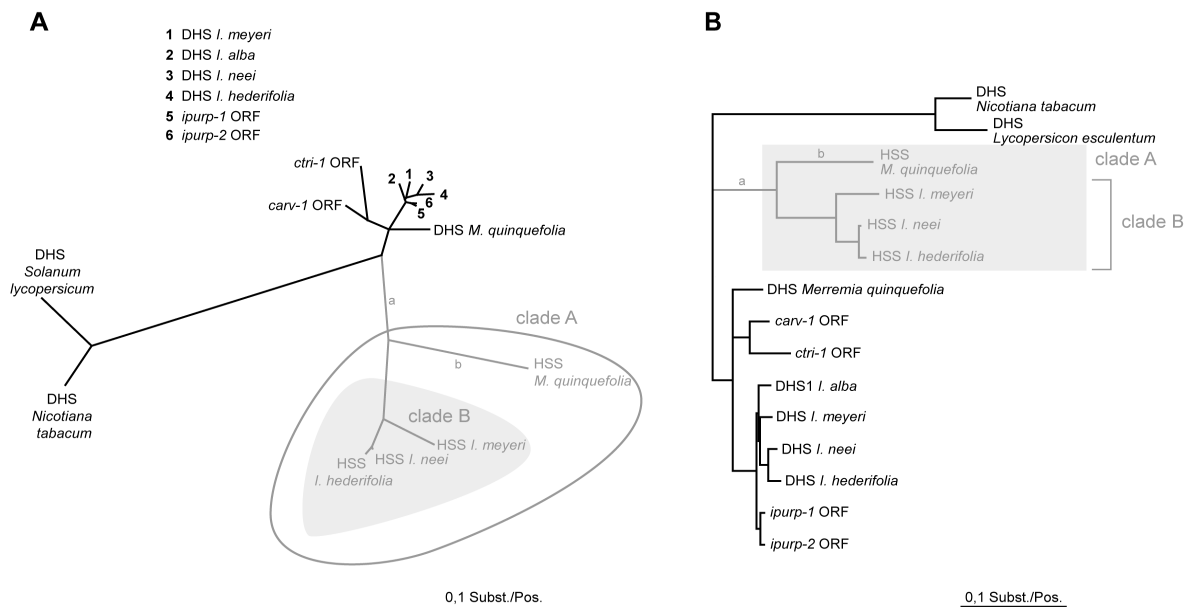 A
1 DHS I. meyeri
2 DHS I. alba
3 DHS I. neei
4 DHS I. hederifolia
5 ipurp-1 ORF
6 ipurp-2 ORF
ctri-1 ORF
carv-1 ORF
2
1
3
4
6
5
DHS M. quinquefolia
DHS
Solanum
lycopersicum
DHS
Nicotiana
tabacum
a
clade A
b
HSS
M. quinquefolia
clade B
HSS I. meyeri
HSS I. neei
HSS
I. hederifolia
0,1 Subst./Pos.
B
DHS
Nicotiana tabacum
DHS
Lycopersicon esculentum
clade A
a
b
HSS
M. quinquefolia
HSS I. meyeri
HSS I. neei
HSS I. hederifolia
clade B
DHS Merremia quinquefolia
carv-1 ORF
ctri-1 ORF
DHS1 I. alba
DHS I. meyeri
DHS I. neei
DHS I. hederifolia
ipurp-1 ORF
ipurp-2 ORF
0,1 Subst./Pos.